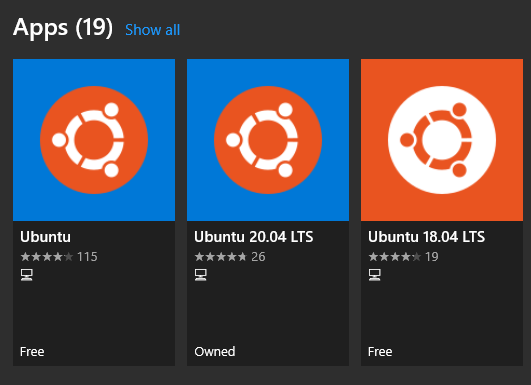 Apps (19) Show all
Ubuntu
115
Free
Ubuntu 20.04 LTS
26
Owned
Ubuntu 18.04 LTS
19
Free